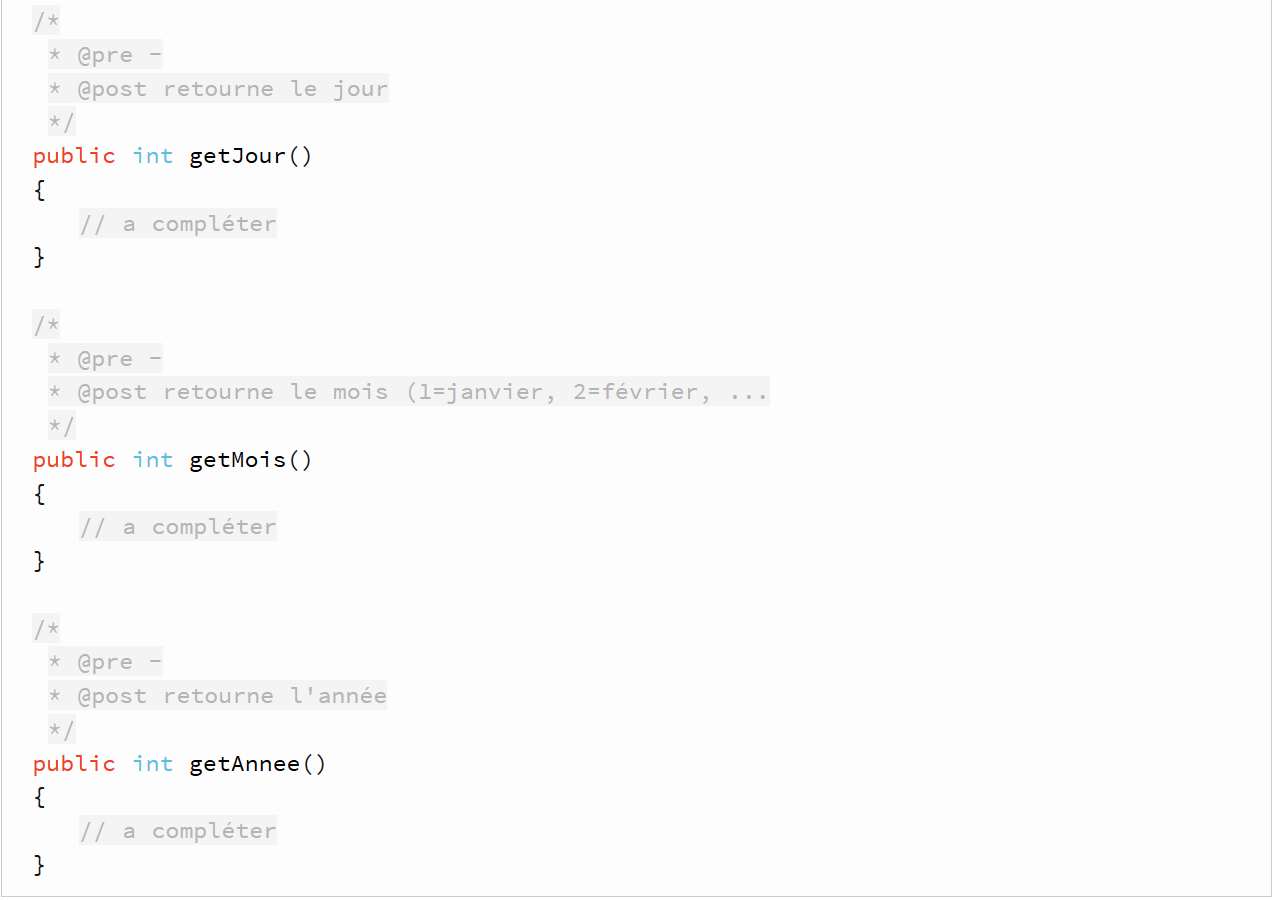 /*
 * @pre -
 * @post retourne le jour
 */
public int getJour()
{
   // a compléter
}

/*
 * @pre -
 * @post retourne le mois (1=janvier, 2=février, ...
 */
public int getMois()
{
   // a compléter
}

/*
 * @pre -
 * @post retourne l'année
 */
public int getAnnee()
{
   // a compléter
}